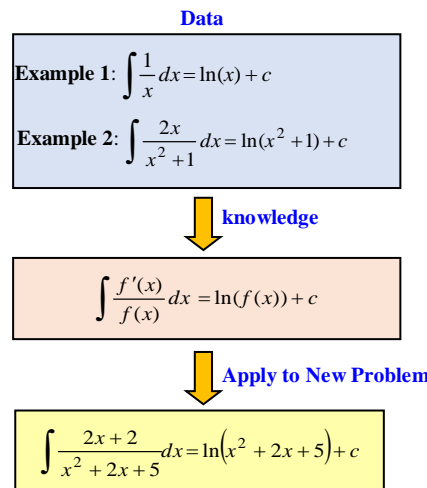 Data
Example 1: ∫ 1/x dx = ln(x) + c
Example 2: ∫ 2x/(x² + 1) dx = ln(x² + 1) + c
knowledge
∫ f'(x)/f(x) dx = ln(f(x)) + c
Apply to New Problem
∫ (2x + 2)/(x² + 2x + 5) dx = ln(x² + 2x + 5) + c